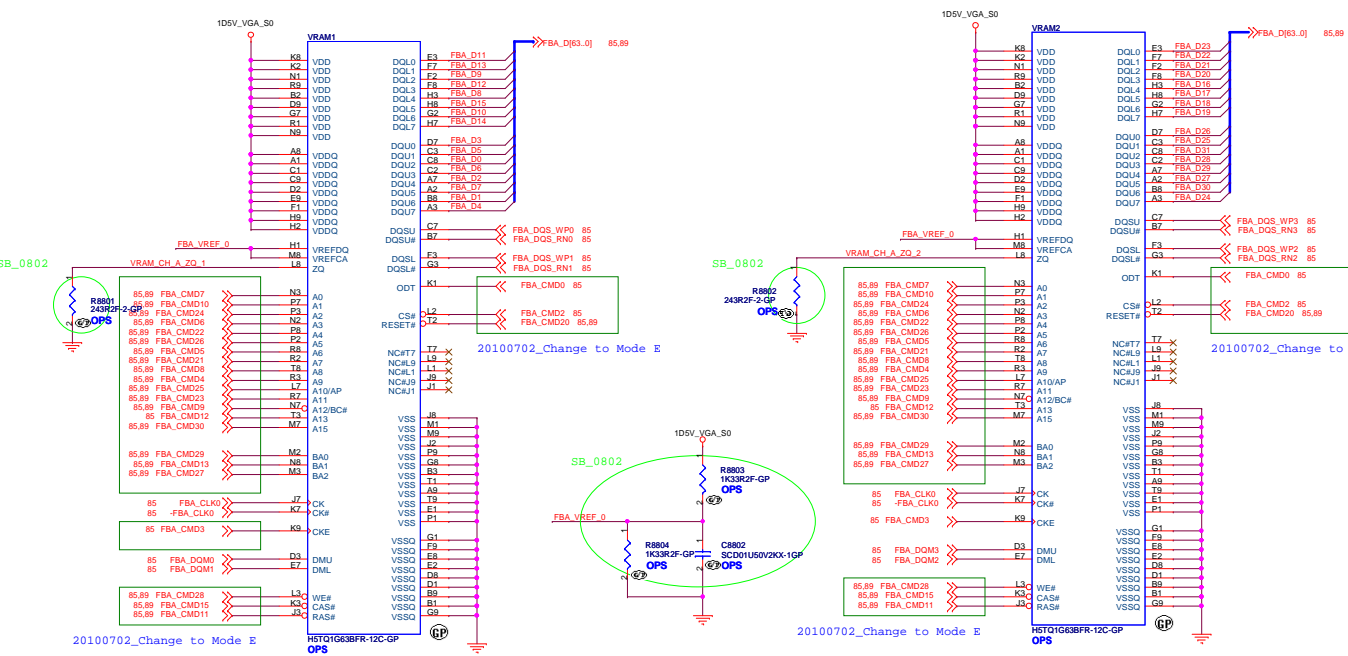 1D5V_VGA_S0
VRAM1
FBA_D[63..0] 85,89
K8 VDD DQL0 E3 FBA_D11
K2 VDD DQL1 F7 FBA_D13
N1 VDD DQL2 F2 FBA_D9
R9 VDD DQL3 F8 FBA_D12
B2 VDD DQL4 H3 FBA_D8
D9 VDD DQL5 H8 FBA_D15
G7 VDD DQL6 G2 FBA_D10
R1 VDD DQL7 H7 FBA_D14
N9 VDD
DQU0 D7 FBA_D3
A8 VDDQ DQU1 C3 FBA_D5
A1 VDDQ DQU2 C8 FBA_D0
C1 VDDQ DQU3 C2 FBA_D6
C9 VDDQ DQU4 A7 FBA_D2
D2 VDDQ DQU5 A2 FBA_D7
E9 VDDQ DQU6 B8 FBA_D1
F1 VDDQ DQU7 A3 FBA_D4
H9 VDDQ
H2 VDDQ DQSU C7 FBA_DQS_WP0 85
DQSU# B7 FBA_DQS_RN0 85
FBA_VREF_0 H1 VREFDQ
M8 VREFCA DQSL F3 FBA_DQS_WP1 85
VRAM_CH_A_ZQ_1 L8 ZQ DQSL# G3 FBA_DQS_RN1 85
SB_0802
1
R8801
243R2F-2-GP
OPS
2
ODT K1 FBA_CMD0 85
85,89 FBA_CMD7 N3 A0
85,89 FBA_CMD10 P7 A1
85,89 FBA_CMD24 P3 A2 CS# L2 FBA_CMD2 85
85,89 FBA_CMD6 N2 A3 RESET# T2 FBA_CMD20 85,89
85,89 FBA_CMD22 P8 A4
85,89 FBA_CMD26 P2 A5
20100702_Change to Mode E
85,89 FBA_CMD5 R8 A6 NC#T7 T7
85,89 FBA_CMD21 R2 A7 NC#L9 L9
85,89 FBA_CMD8 T8 A8 NC#L1 L1
85,89 FBA_CMD4 R3 A9 NC#J9 J9
85,89 FBA_CMD25 L7 A10/AP NC#J1 J1
85,89 FBA_CMD23 R7 A11
85,89 FBA_CMD9 N7 A12/BC#
85 FBA_CMD12 T3 A13 VSS J8
85,89 FBA_CMD30 M7 A15 VSS M1
VSS M9
VSS J2
85,89 FBA_CMD29 M2 BA0 VSS P9
85,89 FBA_CMD13 N8 BA1 VSS G8
85,89 FBA_CMD27 M3 BA2 VSS B3
VSS T1
VSS A9
85 FBA_CLK0 J7 CK VSS T9
85 -FBA_CLK0 K7 CK# VSS E1
VSS P1
85 FBA_CMD3 K9 CKE
VSSQ G1
VSSQ F9
85 FBA_DQM0 D3 DMU VSSQ E8
85 FBA_DQM1 E7 DML VSSQ E2
VSSQ D8
VSSQ D1
85,89 FBA_CMD28 L3 WE# VSSQ B9
85,89 FBA_CMD15 K3 CAS# VSSQ B1
85,89 FBA_CMD11 J3 RAS# VSSQ G9
20100702_Change to Mode E
H5TQ1G63BFR-12C-GP
OPS
GP
1D5V_VGA_S0
SB_0802
1
R8803
1K33R2F-GP
OPS
2
FBA_VREF_0
1
R8804
1K33R2F-GP
OPS
2
1
C8802
SCD01U50V2KX-1GP
OPS
2
1D5V_VGA_S0
VRAM2
FBA_D[63..0] 85,89
K8 VDD DQL0 E3 FBA_D23
K2 VDD DQL1 F7 FBA_D22
N1 VDD DQL2 F2 FBA_D21
R9 VDD DQL3 F8 FBA_D20
B2 VDD DQL4 H3 FBA_D16
D9 VDD DQL5 H8 FBA_D17
G7 VDD DQL6 G2 FBA_D18
R1 VDD DQL7 H7 FBA_D19
N9 VDD
DQU0 D7 FBA_D26
A8 VDDQ DQU1 C3 FBA_D25
A1 VDDQ DQU2 C8 FBA_D31
C1 VDDQ DQU3 C2 FBA_D28
C9 VDDQ DQU4 A7 FBA_D29
D2 VDDQ DQU5 A2 FBA_D27
E9 VDDQ DQU6 B8 FBA_D30
F1 VDDQ DQU7 A3 FBA_D24
H9 VDDQ
H2 VDDQ DQSU C7 FBA_DQS_WP3 85
DQSU# B7 FBA_DQS_RN3 85
FBA_VREF_0 H1 VREFDQ
M8 VREFCA DQSL F3 FBA_DQS_WP2 85
VRAM_CH_A_ZQ_2 L8 ZQ DQSL# G3 FBA_DQS_RN2 85
SB_0802
1
R8802
243R2F-2-GP
OPS
2
ODT K1 FBA_CMD0 85
85,89 FBA_CMD7 N3 A0
85,89 FBA_CMD10 P7 A1
85,89 FBA_CMD24 P3 A2 CS# L2 FBA_CMD2 85
85,89 FBA_CMD6 N2 A3 RESET# T2 FBA_CMD20 85,89
85,89 FBA_CMD22 P8 A4
85,89 FBA_CMD26 P2 A5
20100702_Change to
85,89 FBA_CMD5 R8 A6 NC#T7 T7
85,89 FBA_CMD21 R2 A7 NC#L9 L9
85,89 FBA_CMD8 T8 A8 NC#L1 L1
85,89 FBA_CMD4 R3 A9 NC#J9 J9
85,89 FBA_CMD25 L7 A10/AP NC#J1 J1
85,89 FBA_CMD23 R7 A11
85,89 FBA_CMD9 N7 A12/BC#
85 FBA_CMD12 T3 A13 VSS J8
85,89 FBA_CMD30 M7 A15 VSS M1
VSS M9
VSS J2
85,89 FBA_CMD29 M2 BA0 VSS P9
85,89 FBA_CMD13 N8 BA1 VSS G8
85,89 FBA_CMD27 M3 BA2 VSS B3
VSS T1
VSS A9
85 FBA_CLK0 J7 CK VSS T9
85 -FBA_CLK0 K7 CK# VSS E1
VSS P1
85 FBA_CMD3 K9 CKE
VSSQ G1
VSSQ F9
85 FBA_DQM3 D3 DMU VSSQ E8
85 FBA_DQM2 E7 DML VSSQ E2
VSSQ D8
VSSQ D1
85,89 FBA_CMD28 L3 WE# VSSQ B9
85,89 FBA_CMD15 K3 CAS# VSSQ B1
85,89 FBA_CMD11 J3 RAS# VSSQ G9
20100702_Change to Mode E
H5TQ1G63BFR-12C-GP
OPS
GP